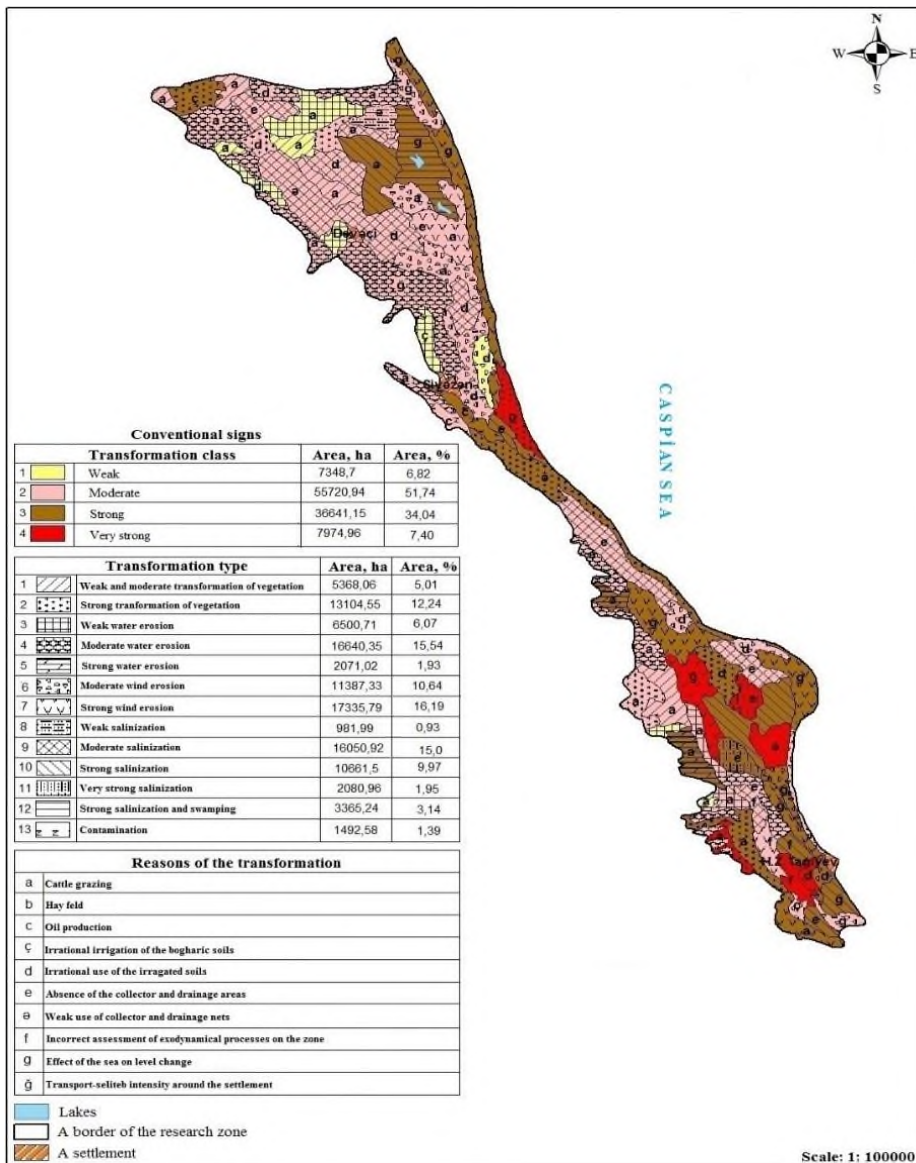 N
W E
S
Dəvəçi
Siyəzən
CASPİAN SEA
H.Z. Tagıyev
Conventional signs
Transformation class Area, ha Area, %
1 Weak 7348,7 6,82
2 Moderate 55720,94 51,74
3 Strong 36641,15 34,04
4 Very strong 7974,96 7,40
Transformation type Area, ha Area, %
1 Weak and moderate transformation of vegetation 5368,06 5,01
2 Strong tranformation of vegetation 13104,55 12,24
3 Weak water erosion 6500,71 6,07
4 Moderate water erosion 16640,35 15,54
5 Strong water erosion 2071,02 1,93
6 Moderate wind erosion 11387,33 10,64
7 Strong wind erosion 17335,79 16,19
8 Weak salinization 981,99 0,93
9 Moderate salinization 16050,92 15,0
10 Strong salinization 10661,5 9,97
11 Very strong salinization 2080,96 1,95
12 Strong salinization and swamping 3365,24 3,14
13 Contamination 1492,58 1,39
Reasons of the transformation
a Cattle grazing
b Hay feld
c Oil production
ç Irrational irrigation of the bogharic soils
d Irrational use of the irragated soils
e Absence of the collector and drainage areas
ə Weak use of collector and drainage nets
f Incorrect assessment of exodynamical processes on the zone
g Effect of the sea on level change
ğ Transport-seliteb intensity around the settlement
Lakes
A border of the research zone
A settlement
Scale: 1: 100000